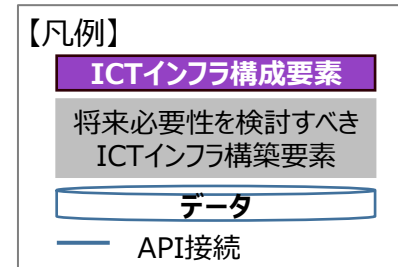 【凡例】
ICTインフラ構成要素
将来必要性を検討すべき
ICTインフラ構築要素
データ
API接続